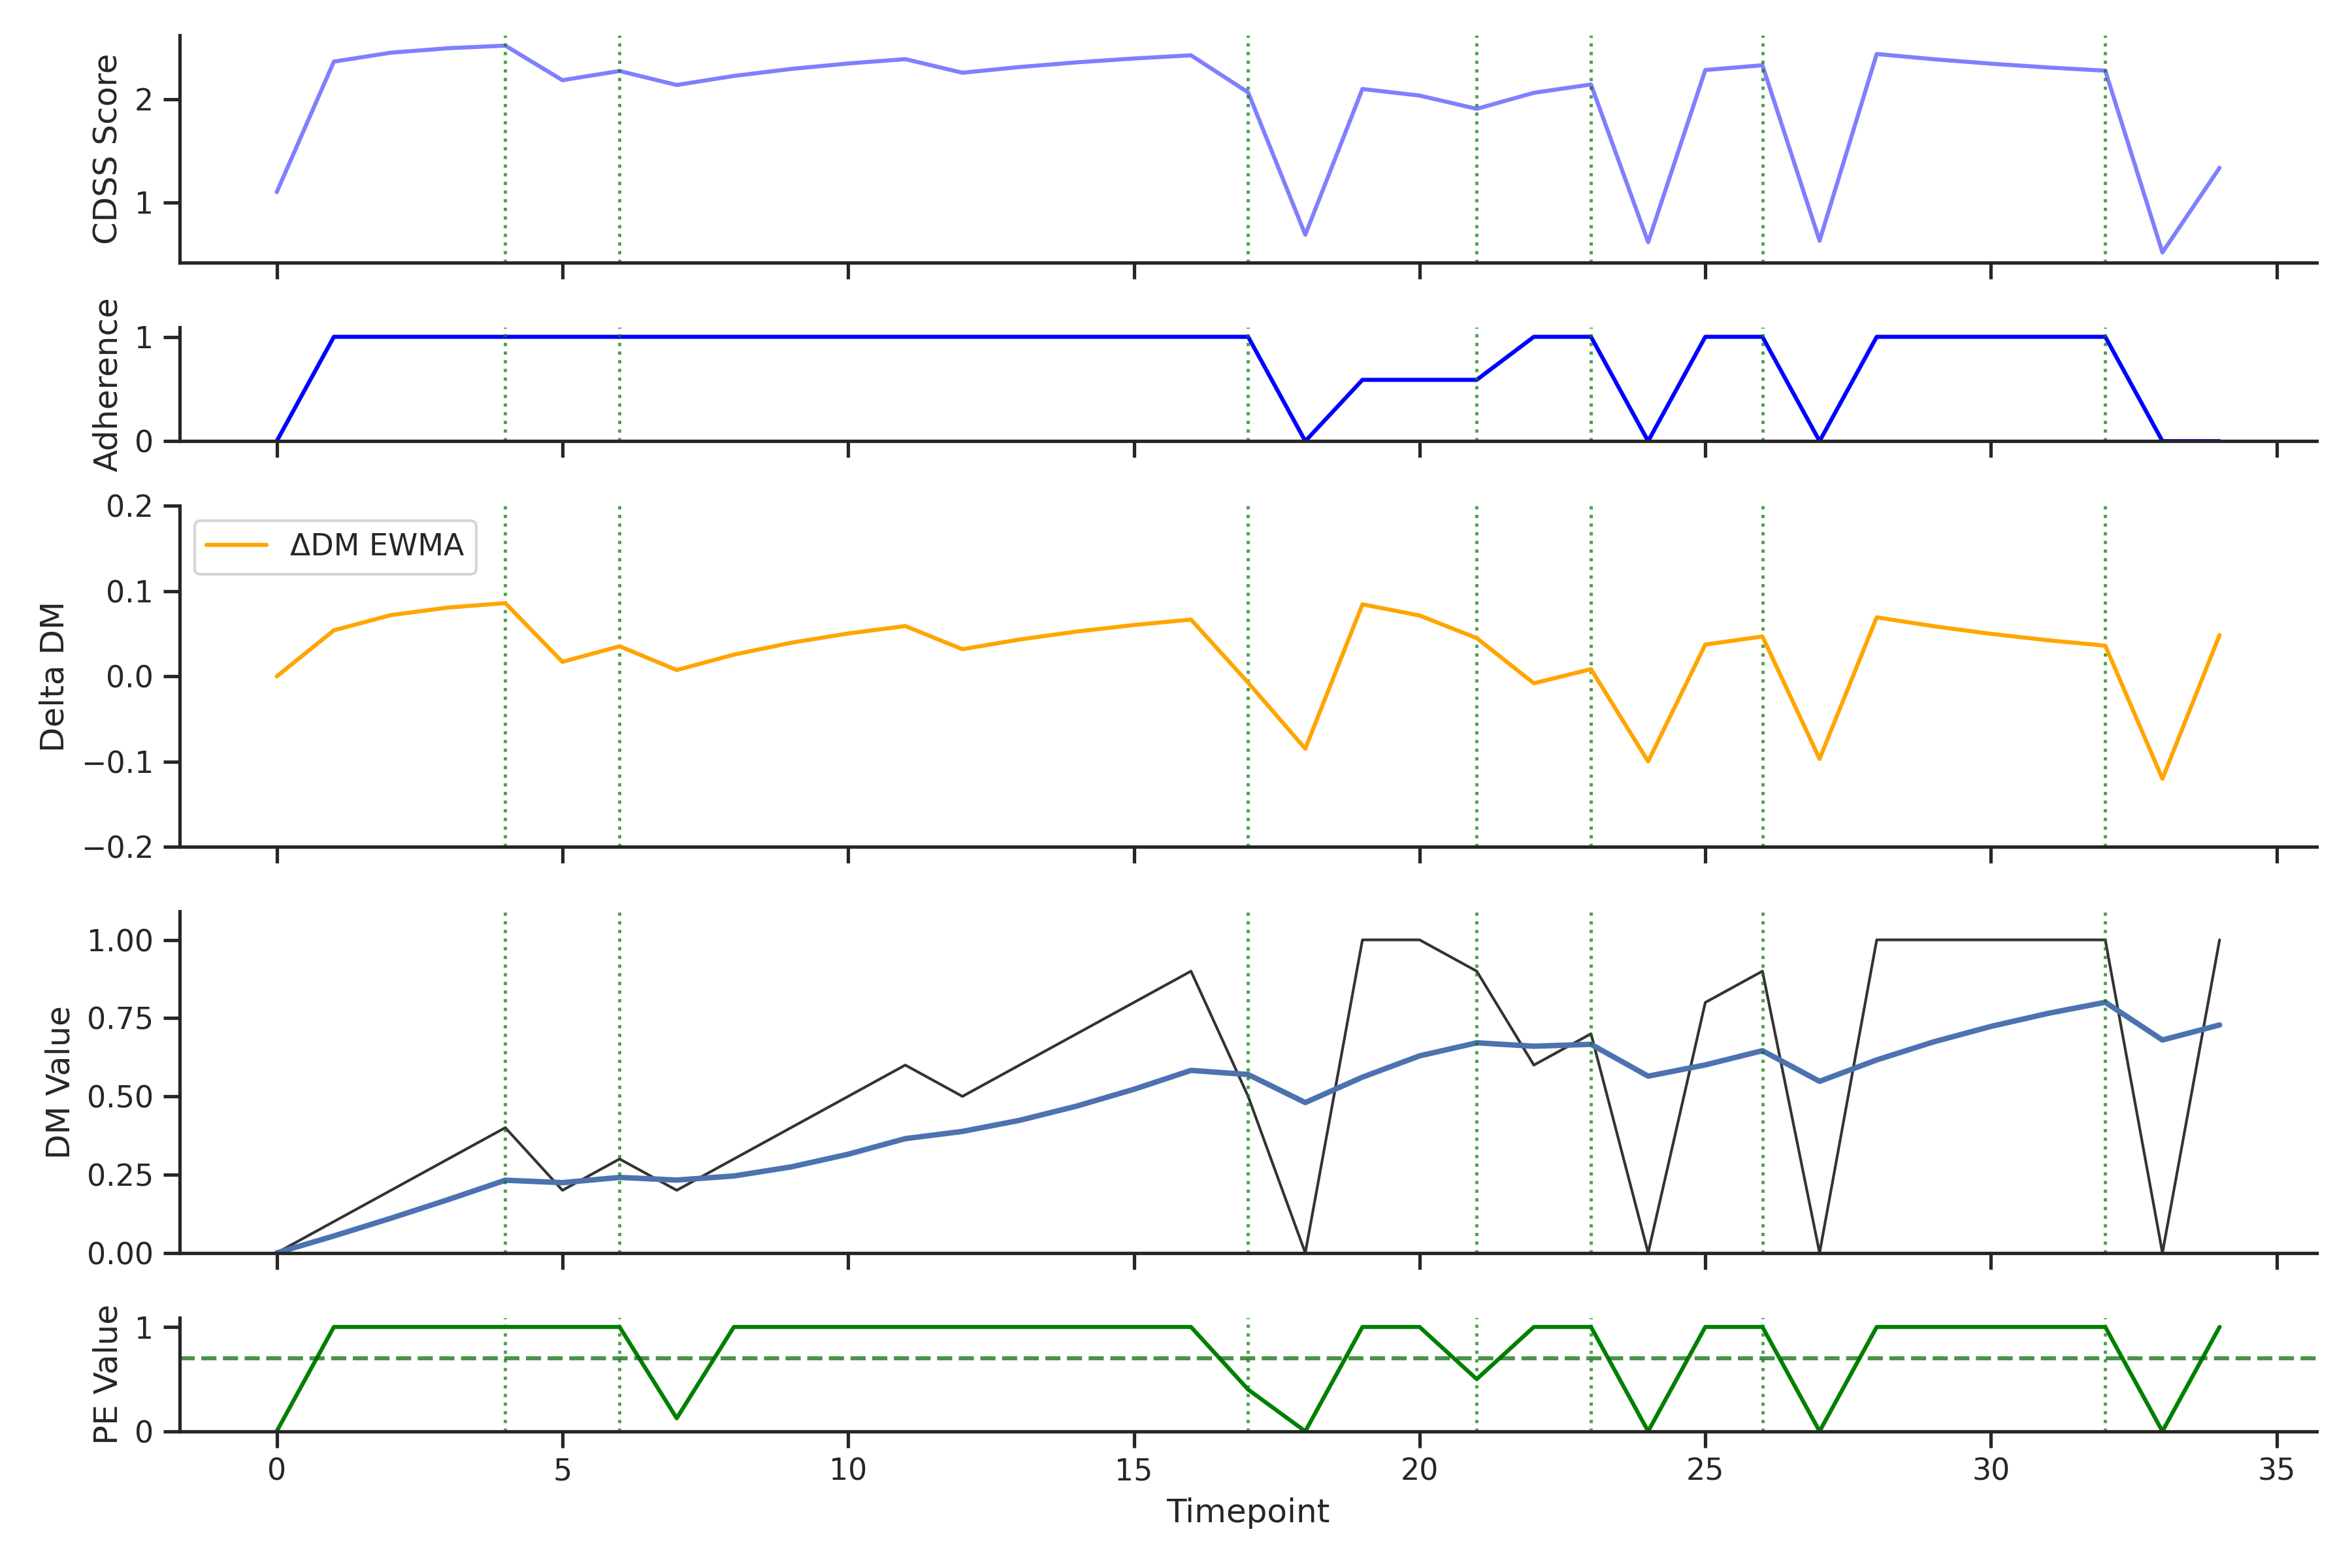 CDSS Score
2
1
Adherence
1
0
Delta DM
0.2
0.1
0.0
−0.1
−0.2
ΔDM EWMA
DM Value
1.00
0.75
0.50
0.25
0.00
PE Value
1
0
0 5 10 15 20 25 30 35
Timepoint